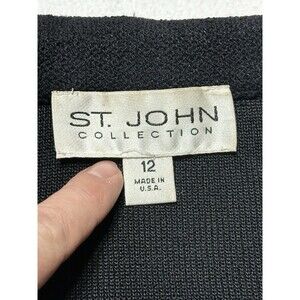 ST. JOHN
COLLECTION
12
MADE IN
U.S.A.